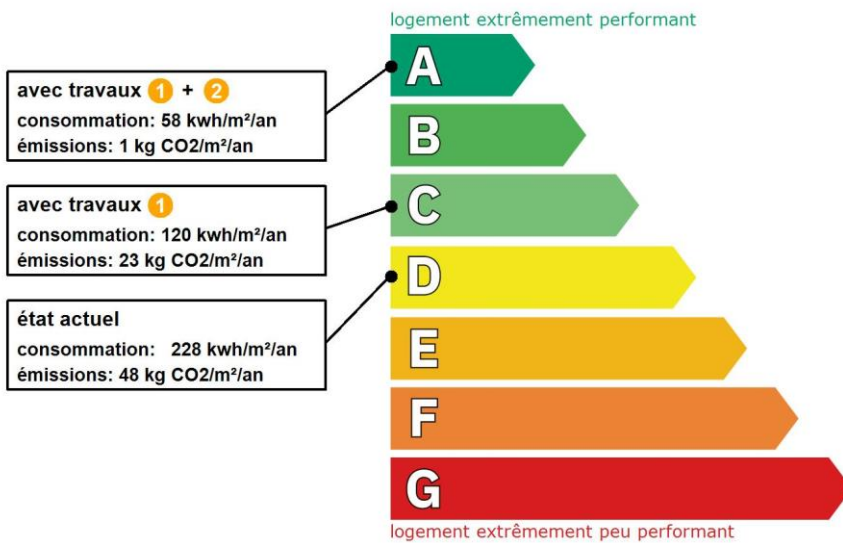 logement extrêmement performant
A
avec travaux 1 + 2
consommation: 58 kwh/m²/an
émissions: 1 kg CO2/m²/an
B
avec travaux 1
consommation: 120 kwh/m²/an
émissions: 23 kg CO2/m²/an
C
D
état actuel
consommation: 228 kwh/m²/an
émissions: 48 kg CO2/m²/an
E
F
G
logement extrêmement peu performant